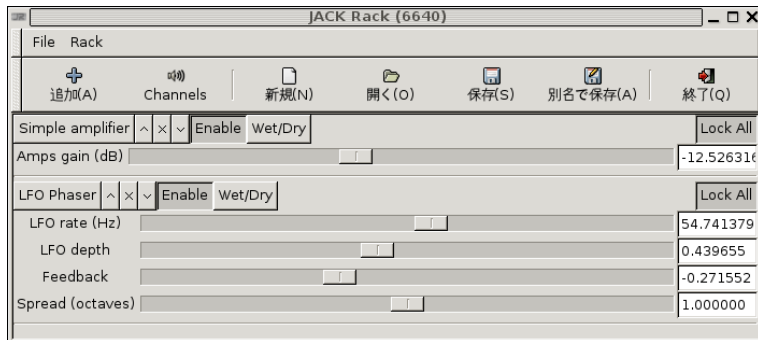 JACK Rack (6640)
File Rack
追加(A) Channels 新規(N) 開く(O) 保存(S) 別名で保存(A) 終了(Q)
Simple amplifier Enable Wet/Dry Lock All
Amps gain (dB) -12.526316
LFO Phaser Enable Wet/Dry Lock All
LFO rate (Hz) 54.741379
LFO depth 0.439655
Feedback -0.271552
Spread (octaves) 1.000000